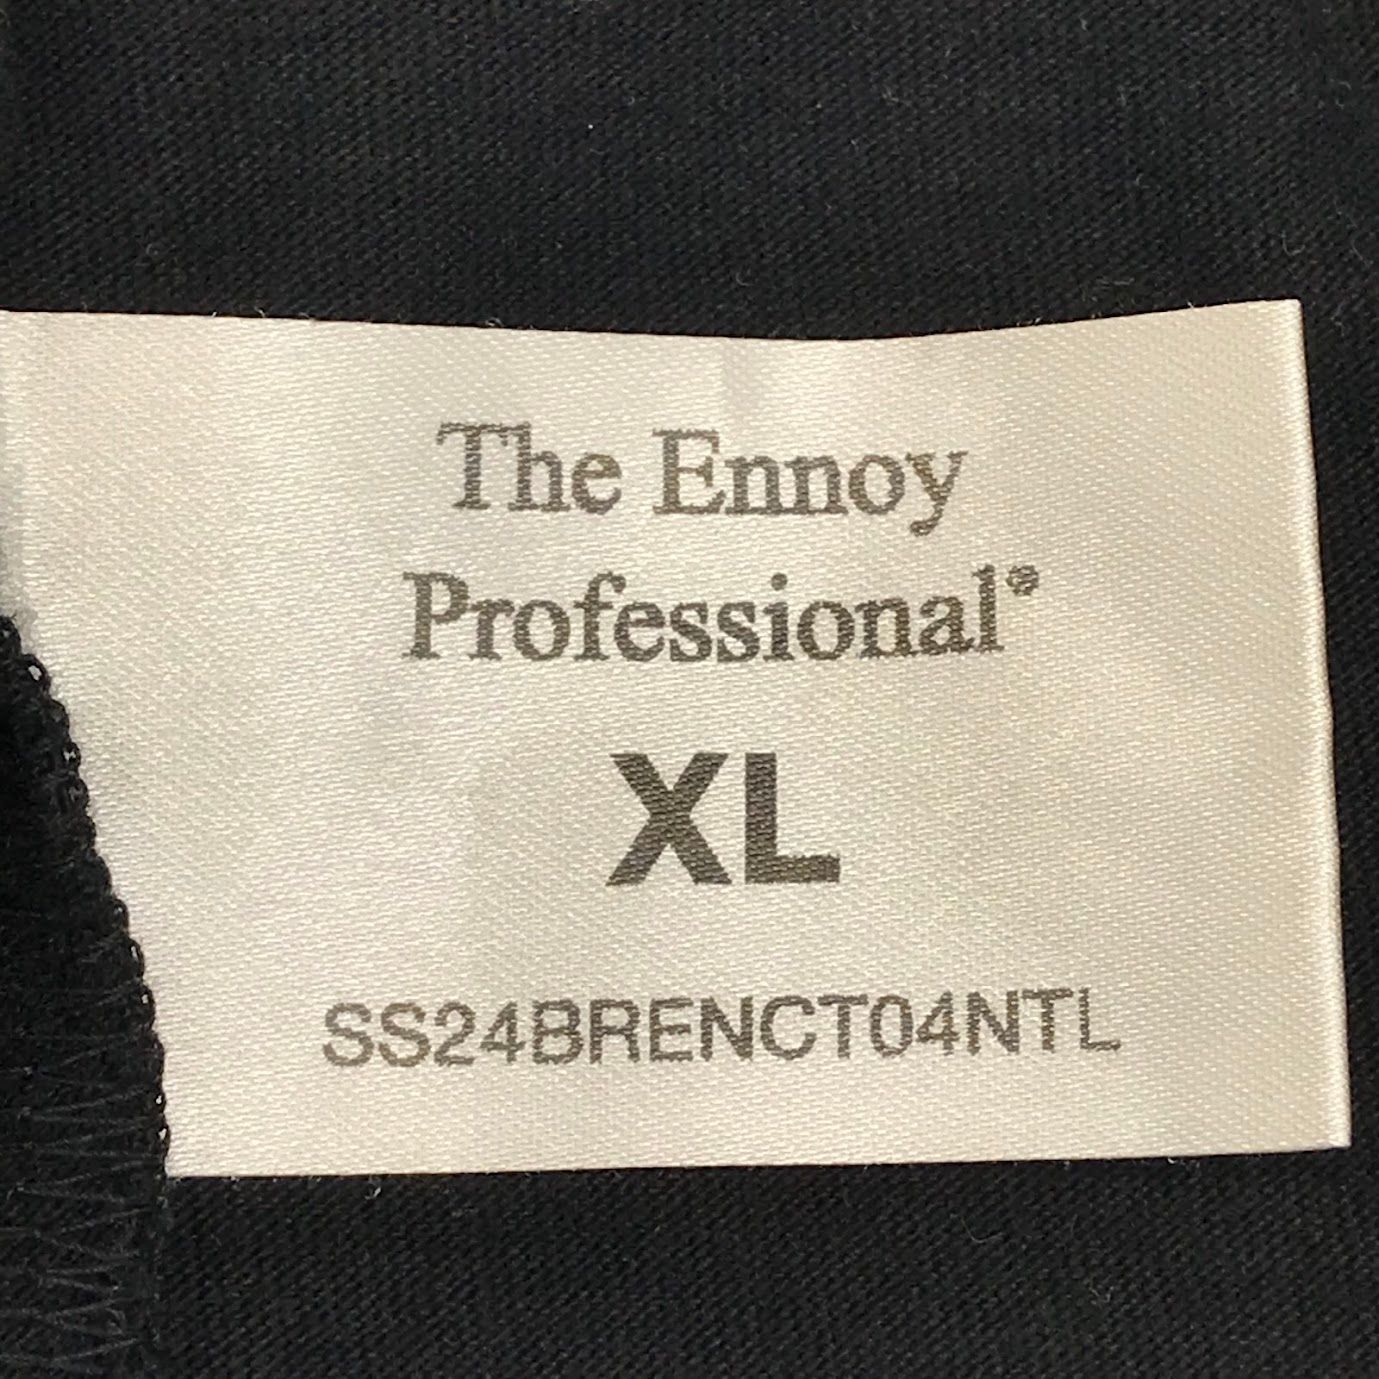 The Ennoy
Professional®
XL
SS24BRENCT04NTL